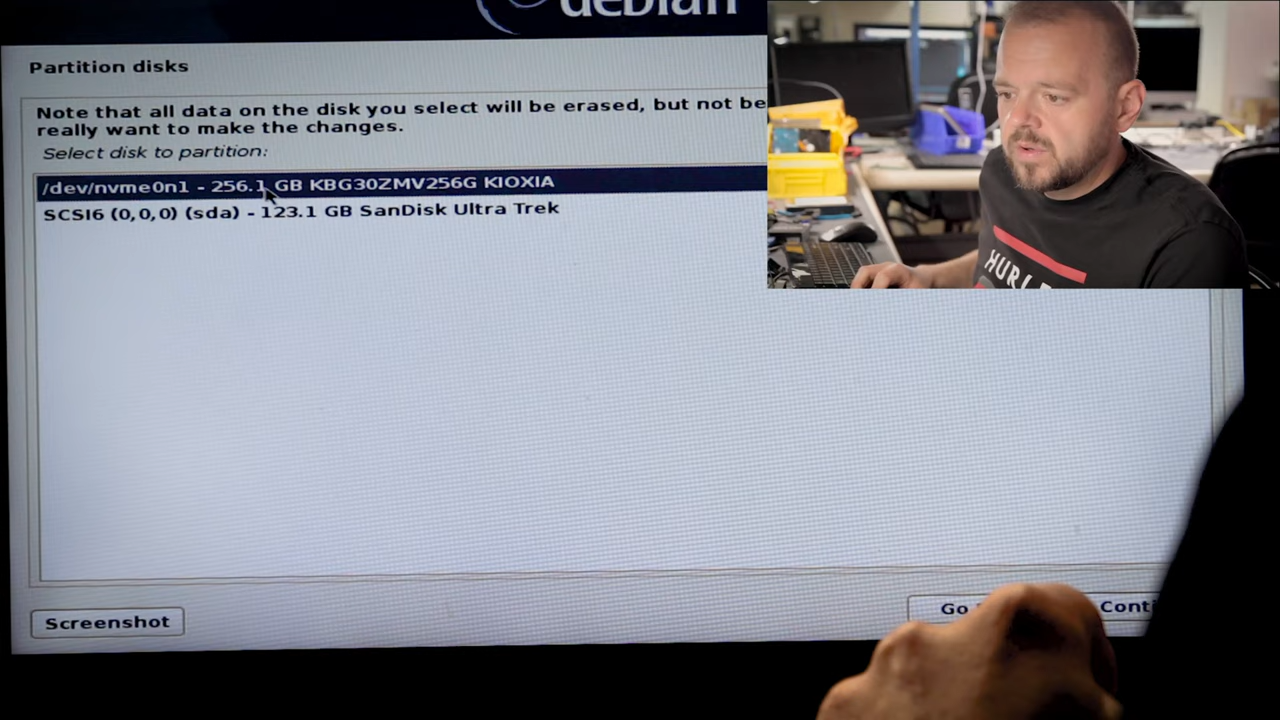 debian
Partition disks
Note that all data on the disk you select will be erased, but not be
really want to make the changes.
Select disk to partition:
/dev/nvme0n1 - 256.1 GB KBG30ZMV256G KIOXIA
SCSI6 (0,0,0) (sda) - 123.1 GB SanDisk Ultra Trek
Screenshot
Go
Conti
HURL